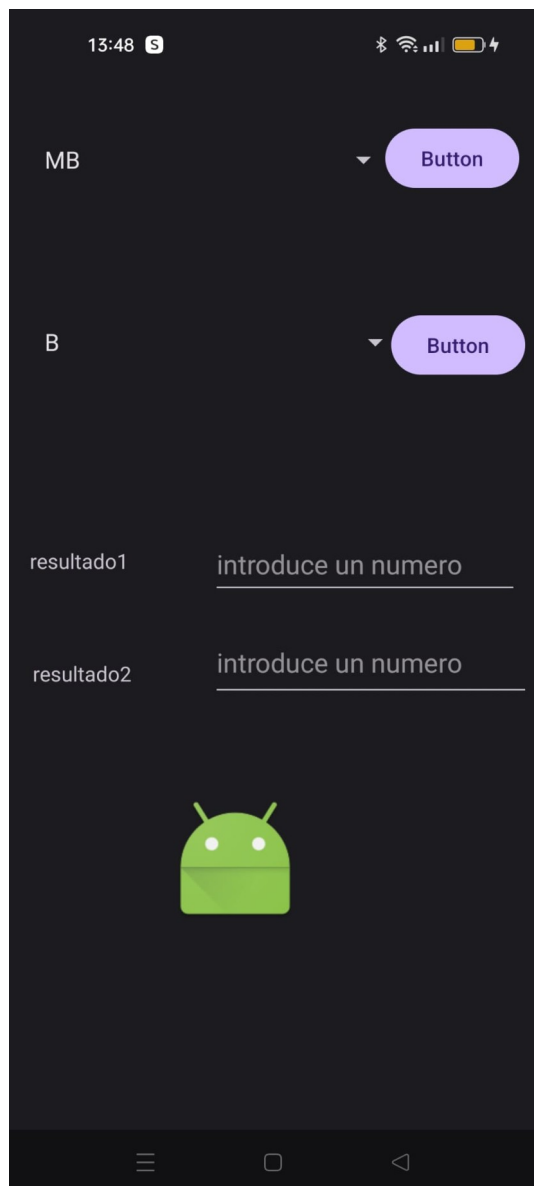 13:48 S
MB
Button
B
Button
resultado1
introduce un numero
resultado2
introduce un numero